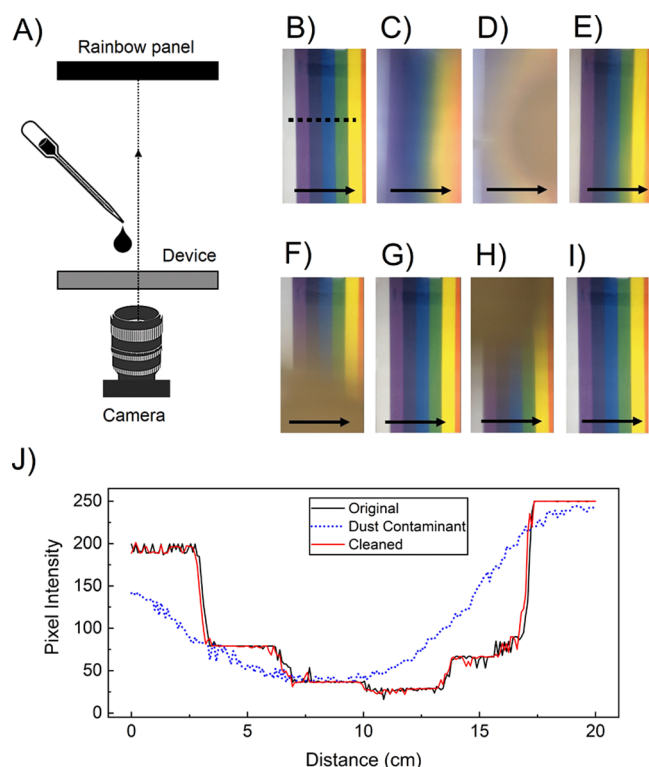 A)
Rainbow panel
Device
Camera
B)
C)
D)
E)
F)
G)
H)
I)
J)
Pixel Intensity
250
200
150
100
50
0
Original
Dust Contaminant
Cleaned
0
5
10
15
20
Distance (cm)